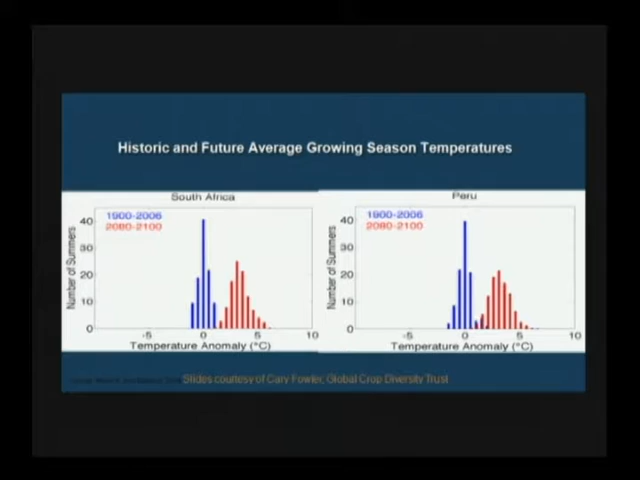 Historic and Future Average Growing Season Temperatures
South Africa
1900-2006
2080-2100
Number of Summers
40
30
20
10
0
-5
0
5
10
Temperature Anomaly (°C)
Peru
1900-2006
2080-2100
Number of Summers
40
30
20
10
0
-5
0
5
10
Temperature Anomaly (°C)
Slides courtesy of Cary Fowler, Global Crop Diversity Trust